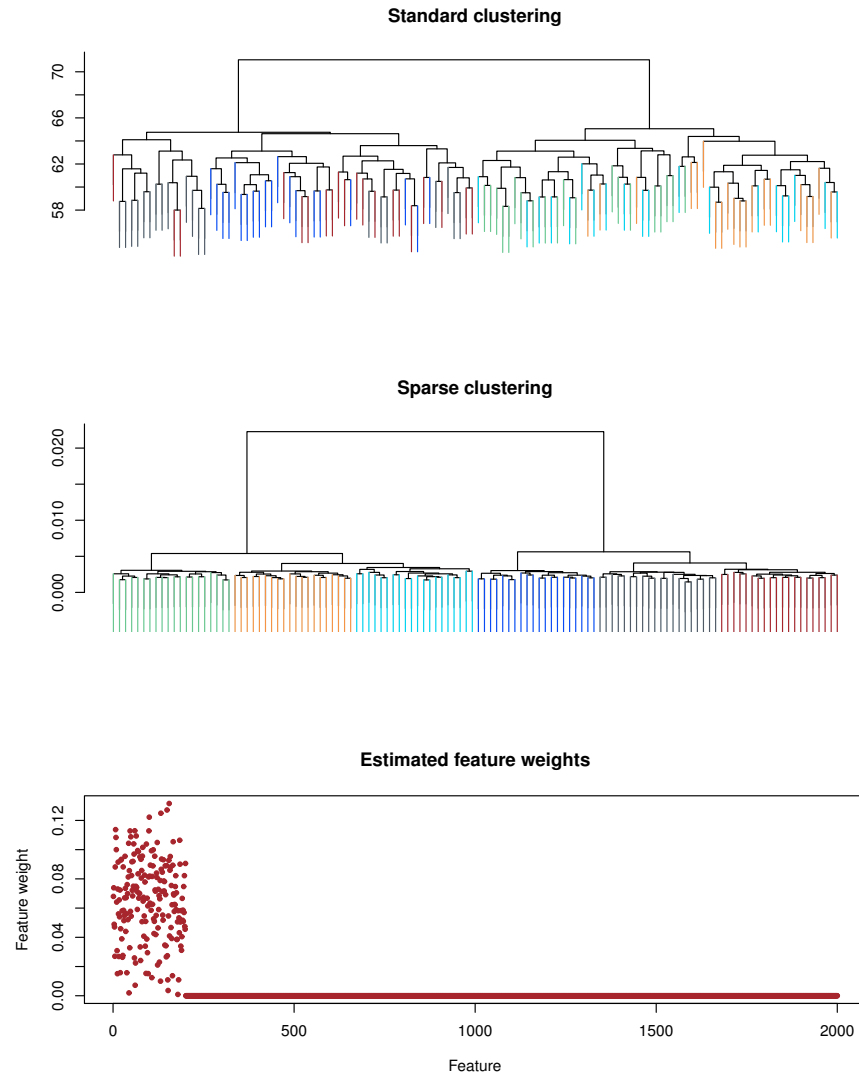 Standard clustering
70
66
62
58
Sparse clustering
0.020
0.010
0.000
Estimated feature weights
0.12
0.08
0.04
0.00
Feature weight
0 500 1000 1500 2000
Feature